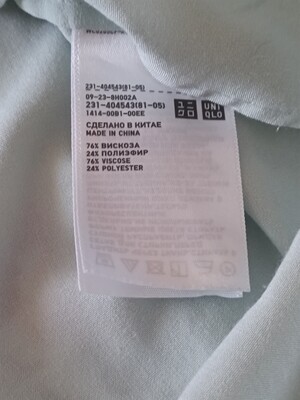 231-404543(81-05)
09-23-8H002A
231-404543(81-05)
1414-00B1-00EE
UNI
QLO
СДЕЛАНО В КИТАЕ
MADE IN CHINA
76% ВИСКОЗА
24% ПОЛИЭФИР
76% VISCOSE
24% POLYESTER